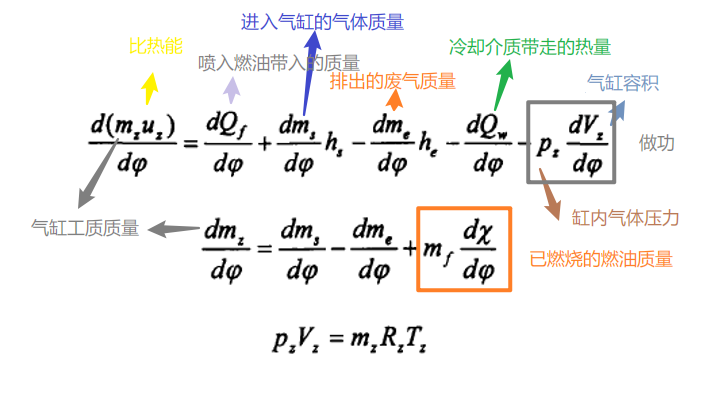 进入气缸的气体质量
比热能
冷却介质带走的热量
喷入燃油带入的质量
排出的废气质量
气缸容积
d(m_z u_z)/dφ = dQ_f/dφ + dm_s/dφ h_s − dm_e/dφ h_e − dQ_w/dφ − p_z dV_z/dφ
做功
气缸工质质量
缸内气体压力
dm_z/dφ = dm_s/dφ − dm_e/dφ + m_f dχ/dφ
已燃烧的燃油质量
p_z V_z = m_z R_z T_z